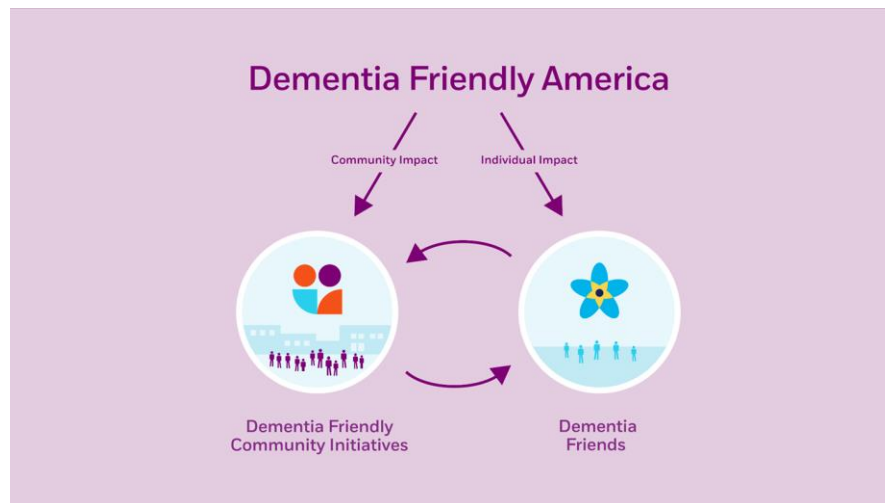 Dementia Friendly America
Community Impact
Individual Impact
Dementia Friendly
Community Initiatives
Dementia
Friends